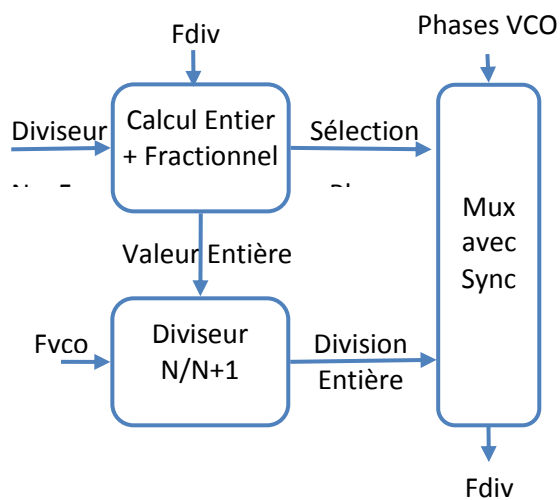 Fdiv
Phases VCO
Calcul Entier
+ Fractionnel
Diviseur
Sélection
Mux
avec
Sync
Valeur Entière
Diviseur
N/N+1
Fvco
Division
Entière
Fdiv